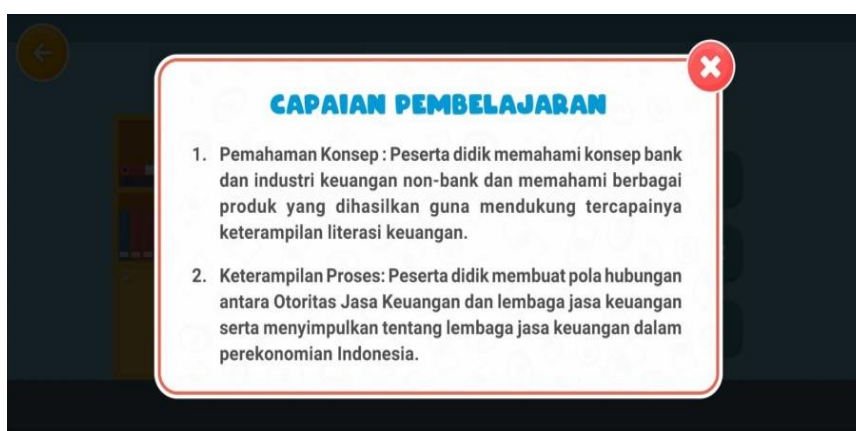 CAPAIAN PEMBELAJARAN
1. Pemahaman Konsep : Peserta didik memahami konsep bank
dan industri keuangan non-bank dan memahami berbagai
produk yang dihasilkan guna mendukung tercapainya
keterampilan literasi keuangan.
2. Keterampilan Proses: Peserta didik membuat pola hubungan
antara Otoritas Jasa Keuangan dan lembaga jasa keuangan
serta menyimpulkan tentang lembaga jasa keuangan dalam
perekonomian Indonesia.